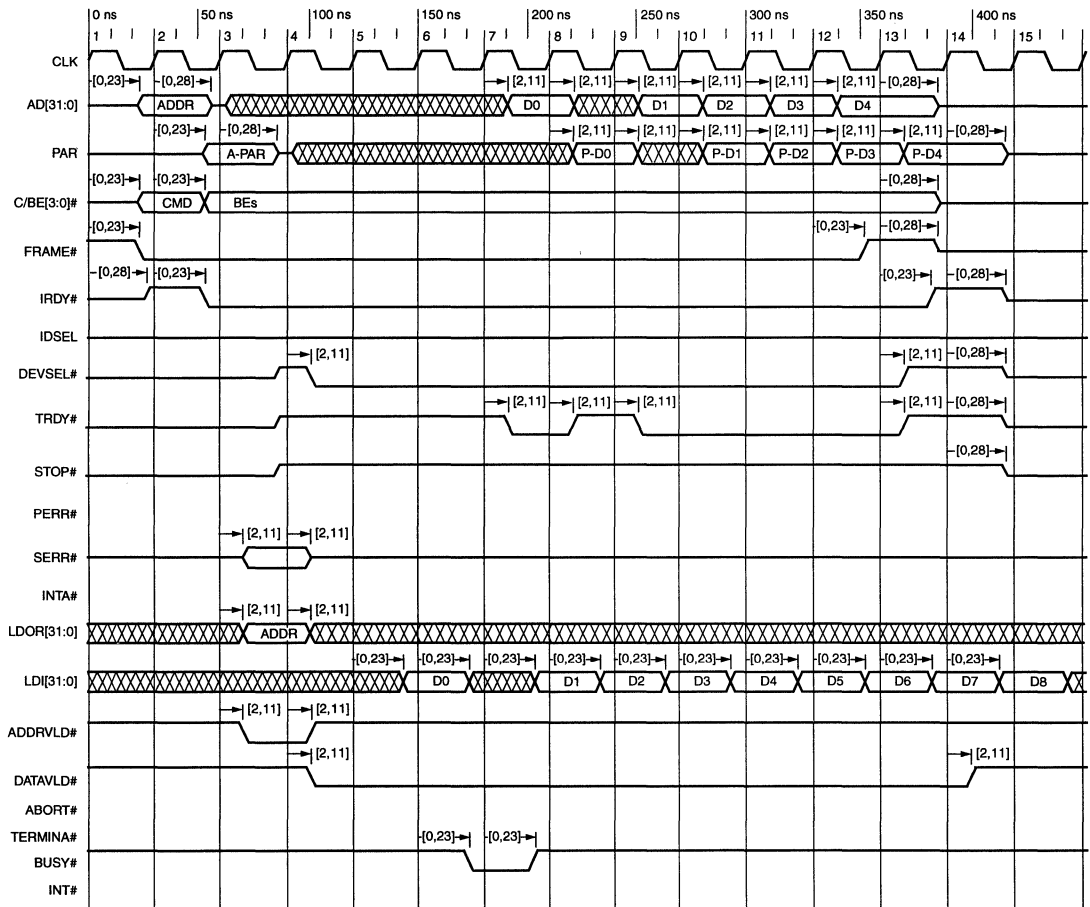 0 ns 50 ns 100 ns 150 ns 200 ns 250 ns 300 ns 350 ns 400 ns
1 2 3 4 5 6 7 8 9 10 11 12 13 14 15
CLK
[0,23] [0,28] [2,11] [2,11] [2,11] [2,11] [2,11] [2,11] [0,28]
AD[31:0] ADDR D0 D1 D2 D3 D4
[0,23] [0,28] [2,11] [2,11] [2,11] [2,11] [2,11] [2,11] [0,28]
PAR A-PAR P-D0 P-D1 P-D2 P-D3 P-D4
[0,23] [0,23] [0,28]
C/BE[3:0]# CMD BEs
[0,23] [0,23] [0,28]
FRAME#
[0,28] [0,23] [0,23] [0,28]
IRDY#
IDSEL
[2,11] [2,11] [0,28]
DEVSEL#
[2,11] [2,11] [2,11] [2,11] [0,28]
TRDY#
[0,28]
STOP#
PERR#
[2,11] [2,11]
SERR#
INTA#
[2,11] [2,11]
LDOR[31:0] ADDR
[0,23] [0,23] [0,23] [0,23] [0,23] [0,23] [0,23] [0,23] [0,23] [0,23]
LDI[31:0] D0 D1 D2 D3 D4 D5 D6 D7 D8
[2,11] [2,11]
ADDRVLD#
[2,11] [2,11]
DATAVLD#
ABORT#
TERMINA# [0,23] [0,23]
BUSY#
INT#